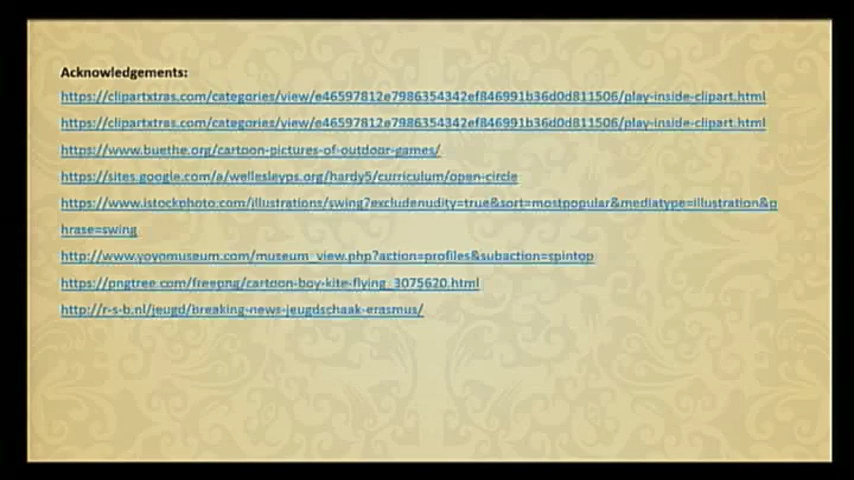 Acknowledgements:
https://clipartxtras.com/categories/view/e46597812e7986354342ef846991b36d0d811506/play-inside-clipart.html
https://clipartxtras.com/categories/view/e46597812e7986354342ef846991b36d0d811506/play-inside-clipart.html
https://www.buethe.org/cartoon-pictures-of-outdoor-games/
https://sites.google.com/a/wellesleyps.org/hardy5/curriculum/open-circle
https://www.istockphoto.com/illustrations/swing?excludenudity=true&sort=mostpopular&mediatype=illustration&p
hrase=swing
http://www.yoyomuseum.com/museum_view.php?action=profiles&subaction=spintop
https://pngtree.com/freepng/cartoon-boy-kite-flying_3075620.html
http://r-s-b.nl/jeugd/breaking-news-jeugdschaak-erasmus/